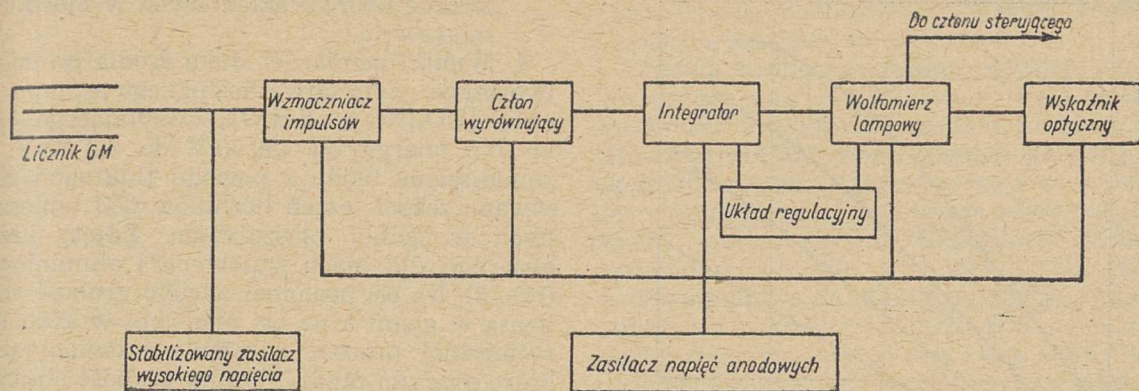 Do członu sterującego
Wzmacniacz
impulsów
Człon
wyrównujący
Integrator
Woltomierz
lampowy
Wskaźnik
optyczny
Licznik GM
Układ regulacyjny
Stabilizowany zasilacz
wysokiego napięcia
Zasilacz napięć anodowych